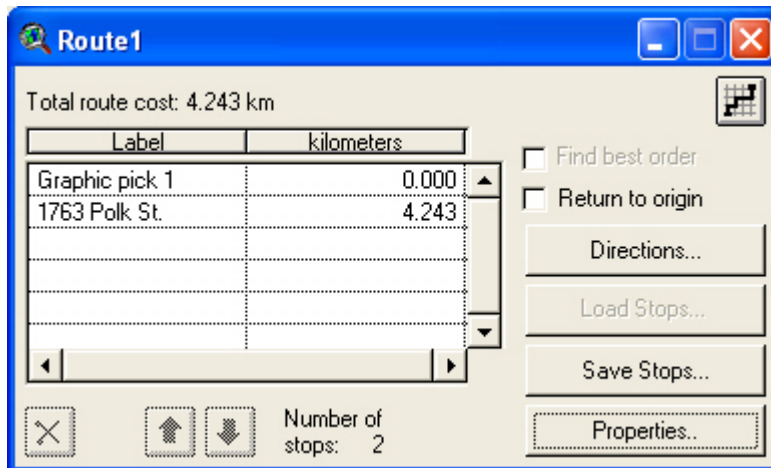 Route1
Total route cost: 4.243 km
Label kilometers
Graphic pick 1 0.000
1763 Polk St. 4.243
Find best order
Return to origin
Directions...
Load Stops...
Save Stops...
Number of
stops: 2
Properties..